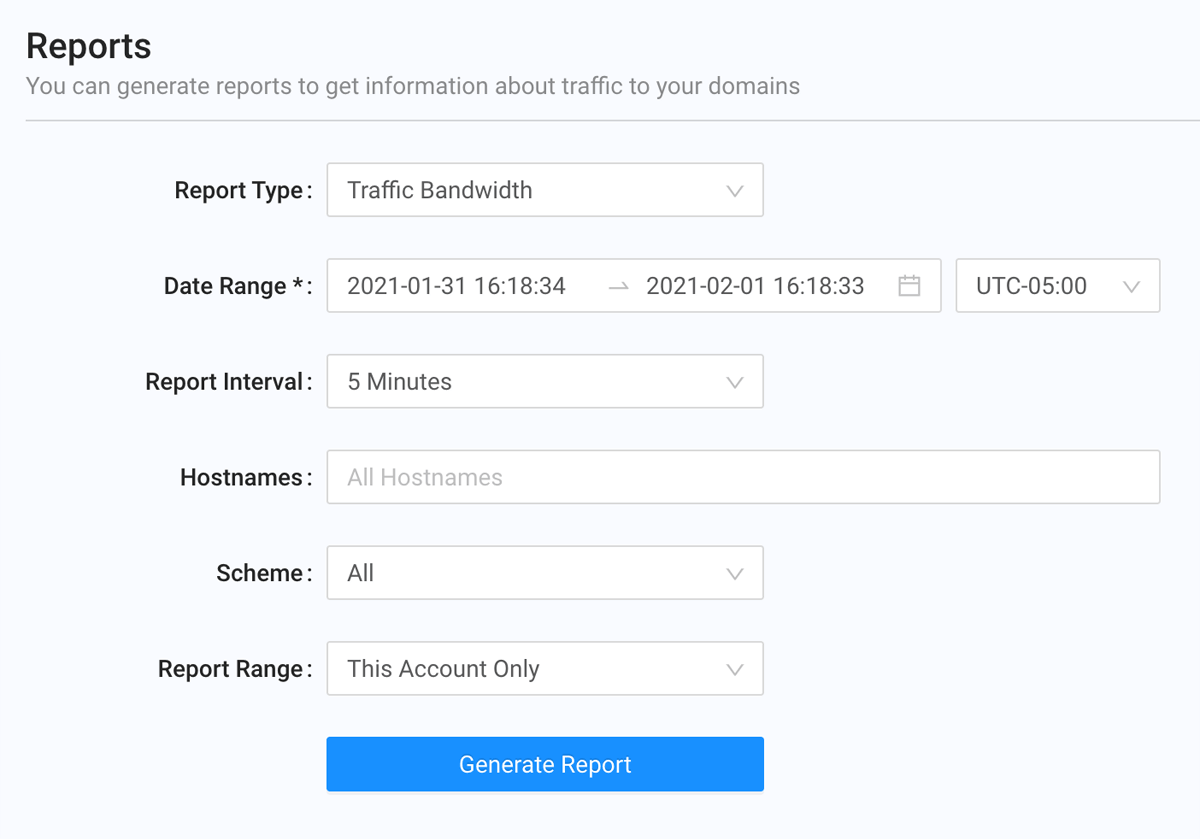 Reports
You can generate reports to get information about traffic to your domains
Report Type: Traffic Bandwidth
Date Range *: 2021-01-31 16:18:34 → 2021-02-01 16:18:33 UTC-05:00
Report Interval: 5 Minutes
Hostnames: All Hostnames
Scheme: All
Report Range: This Account Only
Generate Report